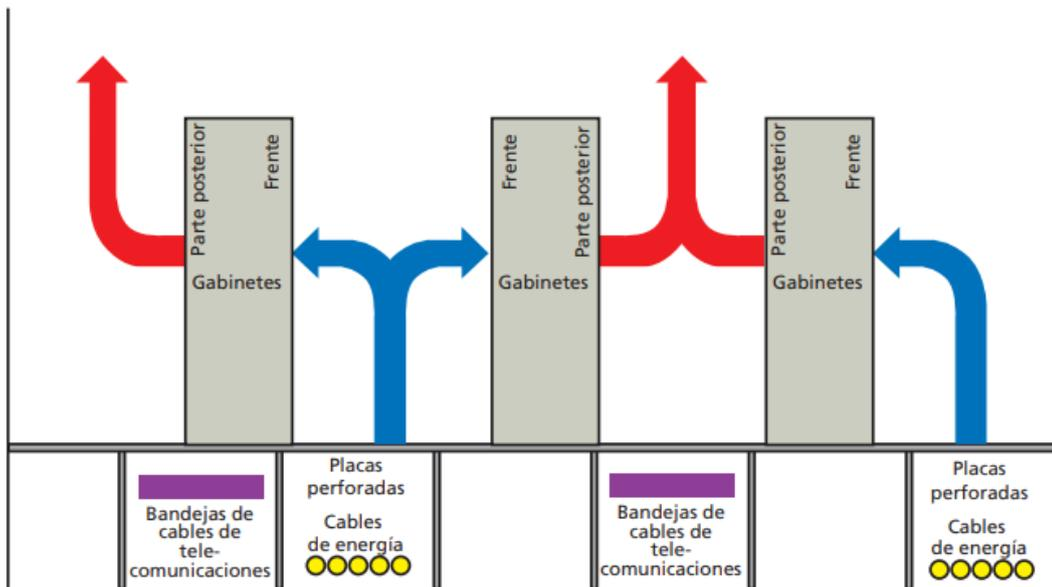 Parte posterior
Frente
Gabinetes
Frente
Parte posterior
Gabinetes
Parte posterior
Frente
Gabinetes
Bandejas de
cables de
tele-
comunicaciones
Placas
perforadas
Cables
de energía
Bandejas de
cables de
tele-
comunicaciones
Placas
perforadas
Cables
de energía